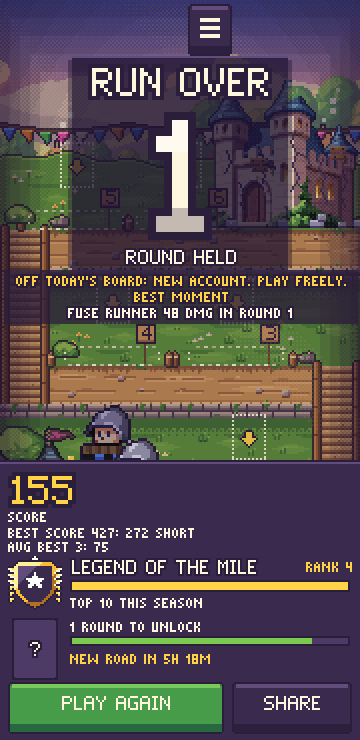 RUN OVER
5
6
1
ROUND HELD
OFF TODAY'S BOARD: NEW ACCOUNT. PLAY FREELY.
BEST MOMENT
FUSE RUNNER 48 DMG IN ROUND 1
4
3
155
SCORE
BEST SCORE 427: 272 SHORT
AVG BEST 3: 75
LEGEND OF THE MILE
RANK 4
TOP 10 THIS SEASON
?
1 ROUND TO UNLOCK
NEW ROAD IN 5H 18M
PLAY AGAIN
SHARE